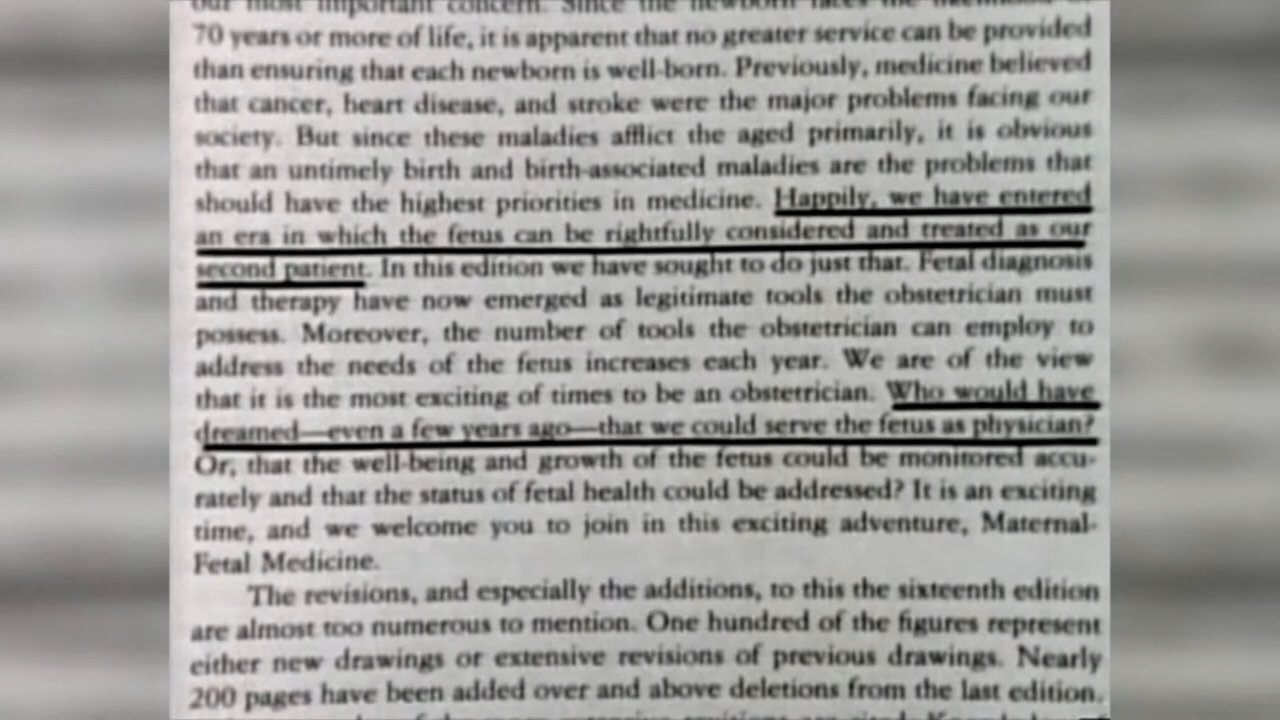 our most important concern. Since the newborn faces the likelihood of
70 years or more of life, it is apparent that no greater service can be provided
than ensuring that each newborn is well-born. Previously, medicine believed
that cancer, heart disease, and stroke were the major problems facing our
society. But since these maladies afflict the aged primarily, it is obvious
that an untimely birth and birth-associated maladies are the problems that
should have the highest priorities in medicine. Happily, we have entered
an era in which the fetus can be rightfully considered and treated as our
second patient. In this edition we have sought to do just that. Fetal diagnosis
and therapy have now emerged as legitimate tools the obstetrician must
possess. Moreover, the number of tools the obstetrician can employ to
address the needs of the fetus increases each year. We are of the view
that it is the most exciting of times to be an obstetrician. Who would have
dreamed—even a few years ago—that we could serve the fetus as physician?
Or, that the well-being and growth of the fetus could be monitored accu-
rately and that the status of fetal health could be addressed? It is an exciting
time, and we welcome you to join in this exciting adventure, Maternal-
Fetal Medicine.
The revisions, and especially the additions, to this the sixteenth edition
are almost too numerous to mention. One hundred of the figures represent
either new drawings or extensive revisions of previous drawings. Nearly
200 pages have been added over and above deletions from the last edition.